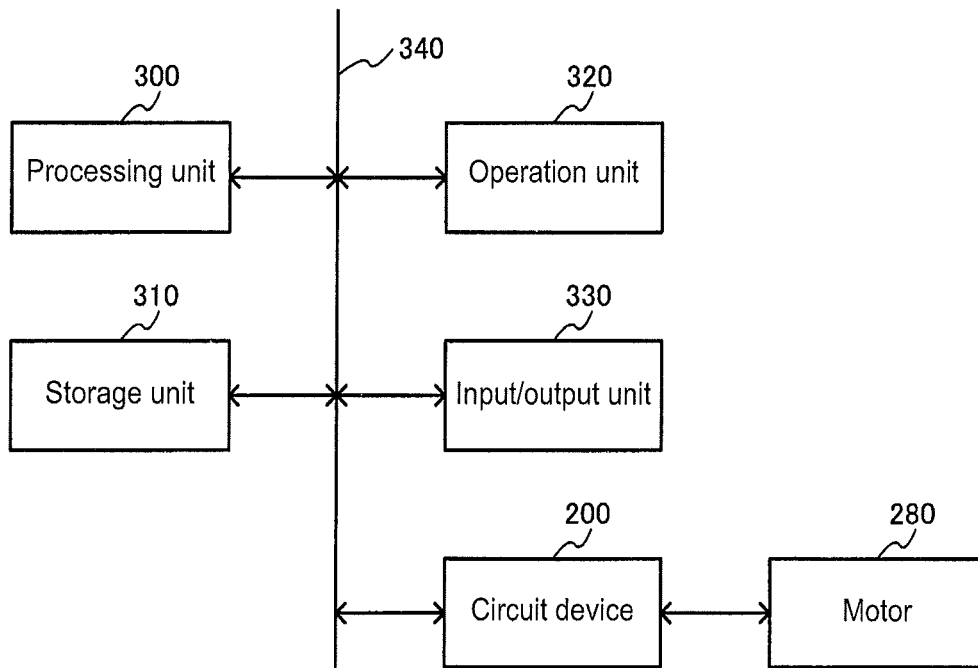 340
300
320
Processing unit
Operation unit
310
330
Storage unit
Input/output unit
200
280
Circuit device
Motor